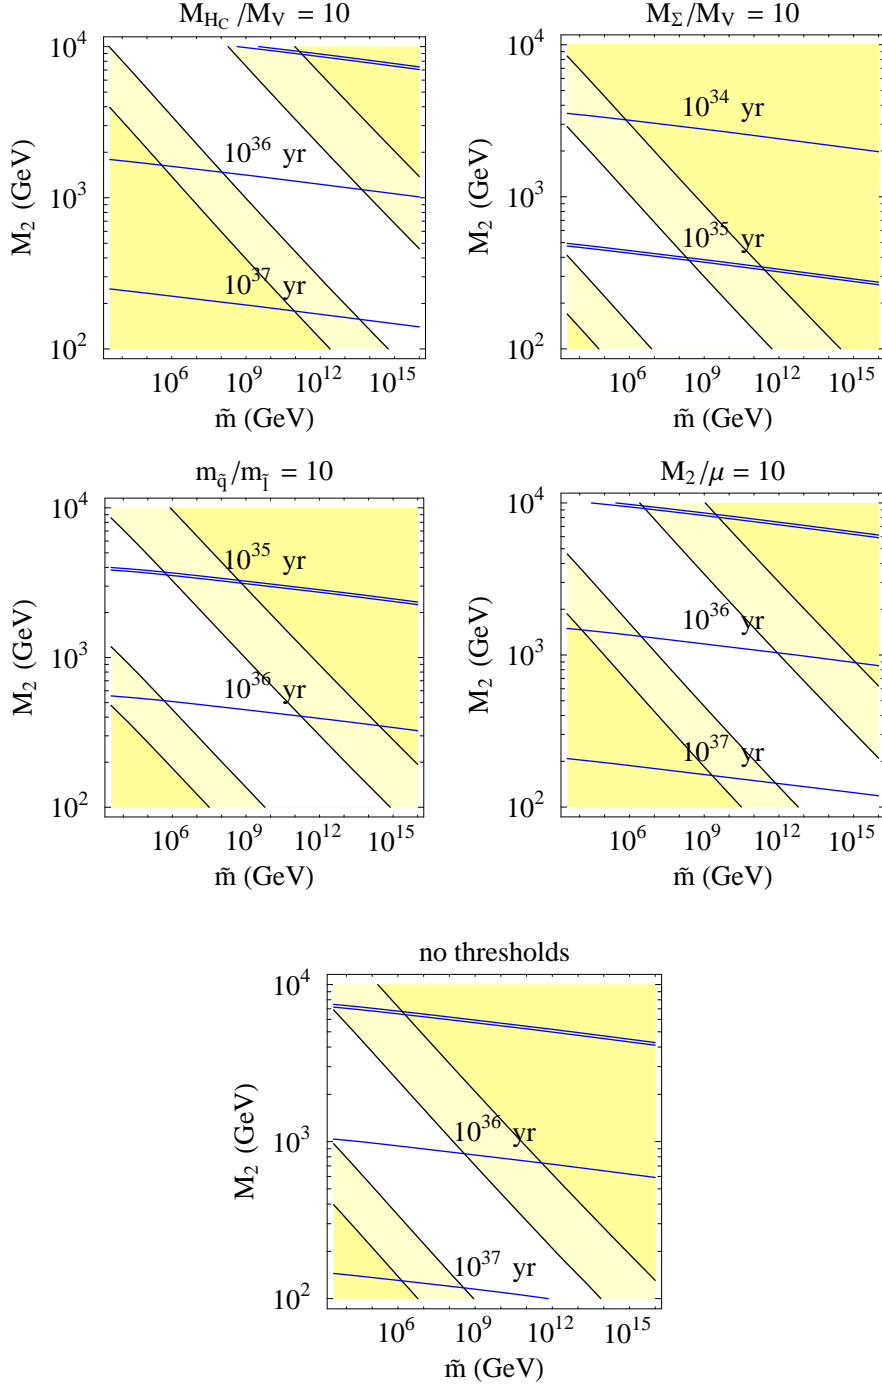 M_{H_C}/M_V = 10
M_2 (GeV)
10^4
10^3
10^2
10^{36} yr
10^{37} yr
10^6 10^9 10^{12} 10^{15}
m̃ (GeV)
M_Σ/M_V = 10
M_2 (GeV)
10^4
10^3
10^2
10^{34} yr
10^{35} yr
10^6 10^9 10^{12} 10^{15}
m̃ (GeV)
m_q̃/m_l̃ = 10
M_2 (GeV)
10^4
10^3
10^2
10^{35} yr
10^{36} yr
10^6 10^9 10^{12} 10^{15}
m̃ (GeV)
M_2/μ = 10
M_2 (GeV)
10^4
10^3
10^2
10^{36} yr
10^{37} yr
10^6 10^9 10^{12} 10^{15}
m̃ (GeV)
no thresholds
M_2 (GeV)
10^4
10^3
10^2
10^{36} yr
10^{37} yr
10^6 10^9 10^{12} 10^{15}
m̃ (GeV)